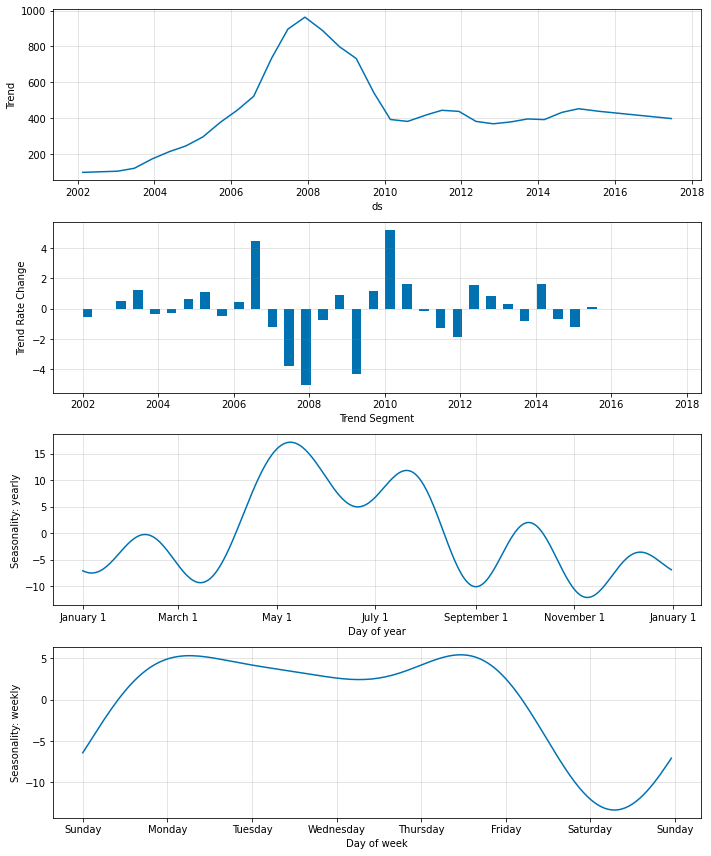 1000
800
600
400
200
Trend
2002 2004 2006 2008 2010 2012 2014 2016 2018
ds
4
2
0
−2
−4
Trend Rate Change
2002 2004 2006 2008 2010 2012 2014 2016 2018
Trend Segment
15
10
5
0
−5
−10
Seasonality: yearly
January 1 March 1 May 1 July 1 September 1 November 1 January 1
Day of year
5
0
−5
−10
Seasonality: weekly
Sunday Monday Tuesday Wednesday Thursday Friday Saturday Sunday
Day of week